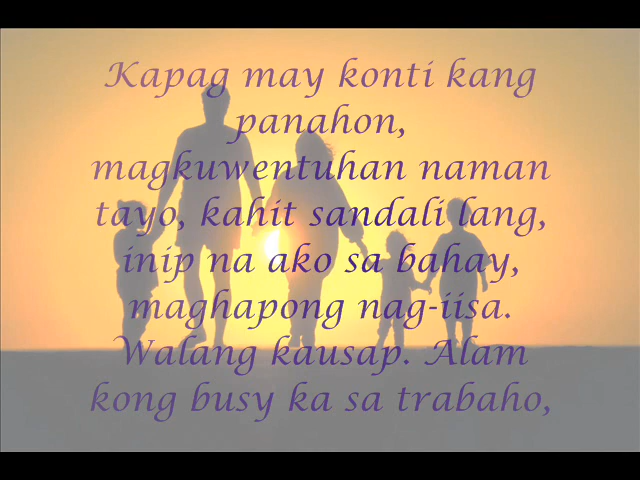 Kapag may konti kang
panahon,
magkuwentuhan naman
tayo, kahit sandali lang,
inip na ako sa bahay,
maghapong nag-iisa.
Walang kausap. Alam
kong busy ka sa trabaho,